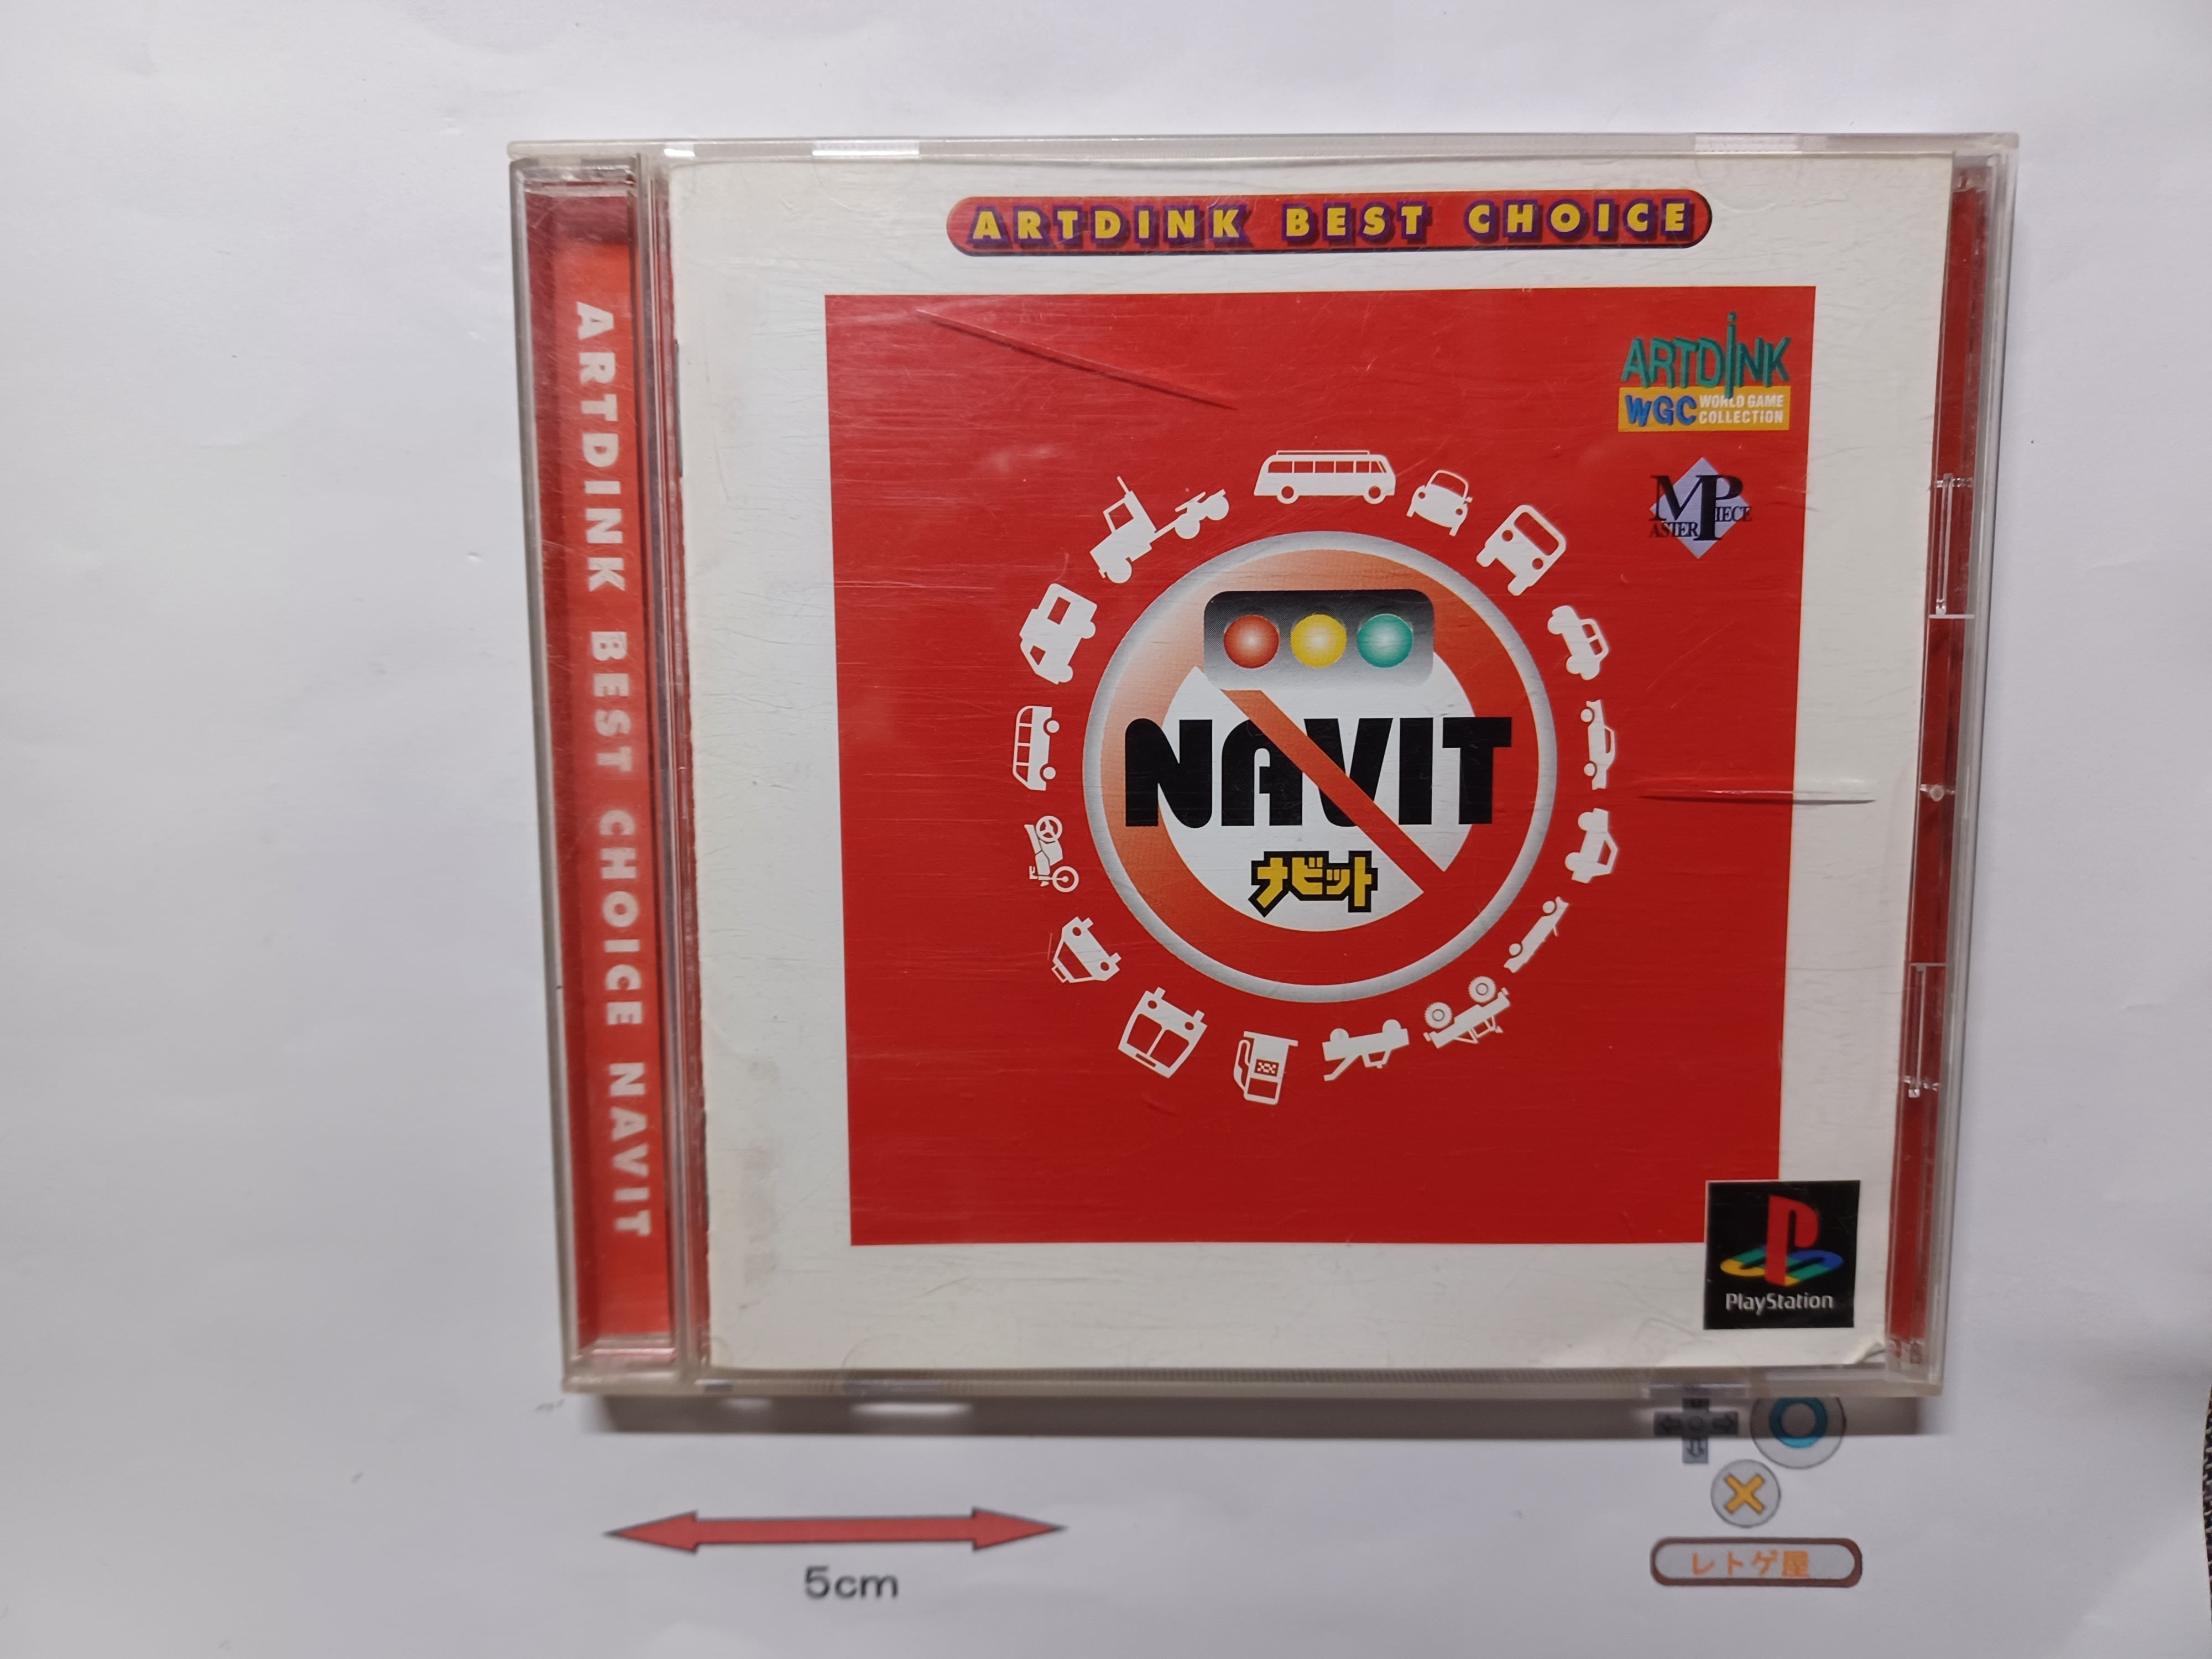 ARTDINK BEST CHOICE NAVIT
ARTDINK BEST CHOICE
ARTDiNK
WGC WORLD GAME COLLECTION
MASTER PIECE
NAVIT
ナビット
PlayStation
5cm
レトゲ屋